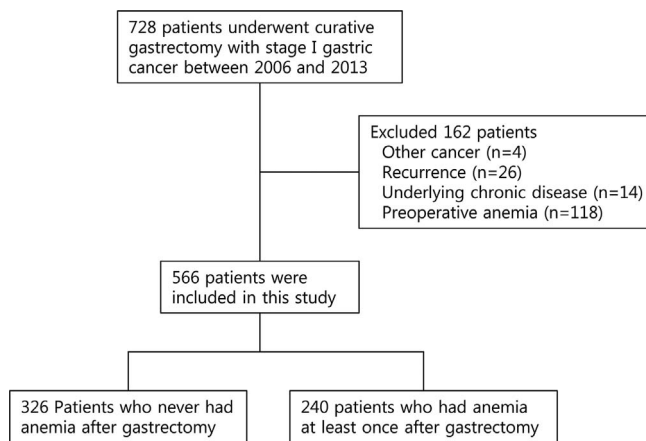 728 patients underwent curative
gastrectomy with stage I gastric
cancer between 2006 and 2013
Excluded 162 patients
Other cancer (n=4)
Recurrence (n=26)
Underlying chronic disease (n=14)
Preoperative anemia (n=118)
566 patients were
included in this study
326 Patients who never had
anemia after gastrectomy
240 patients who had anemia
at least once after gastrectomy